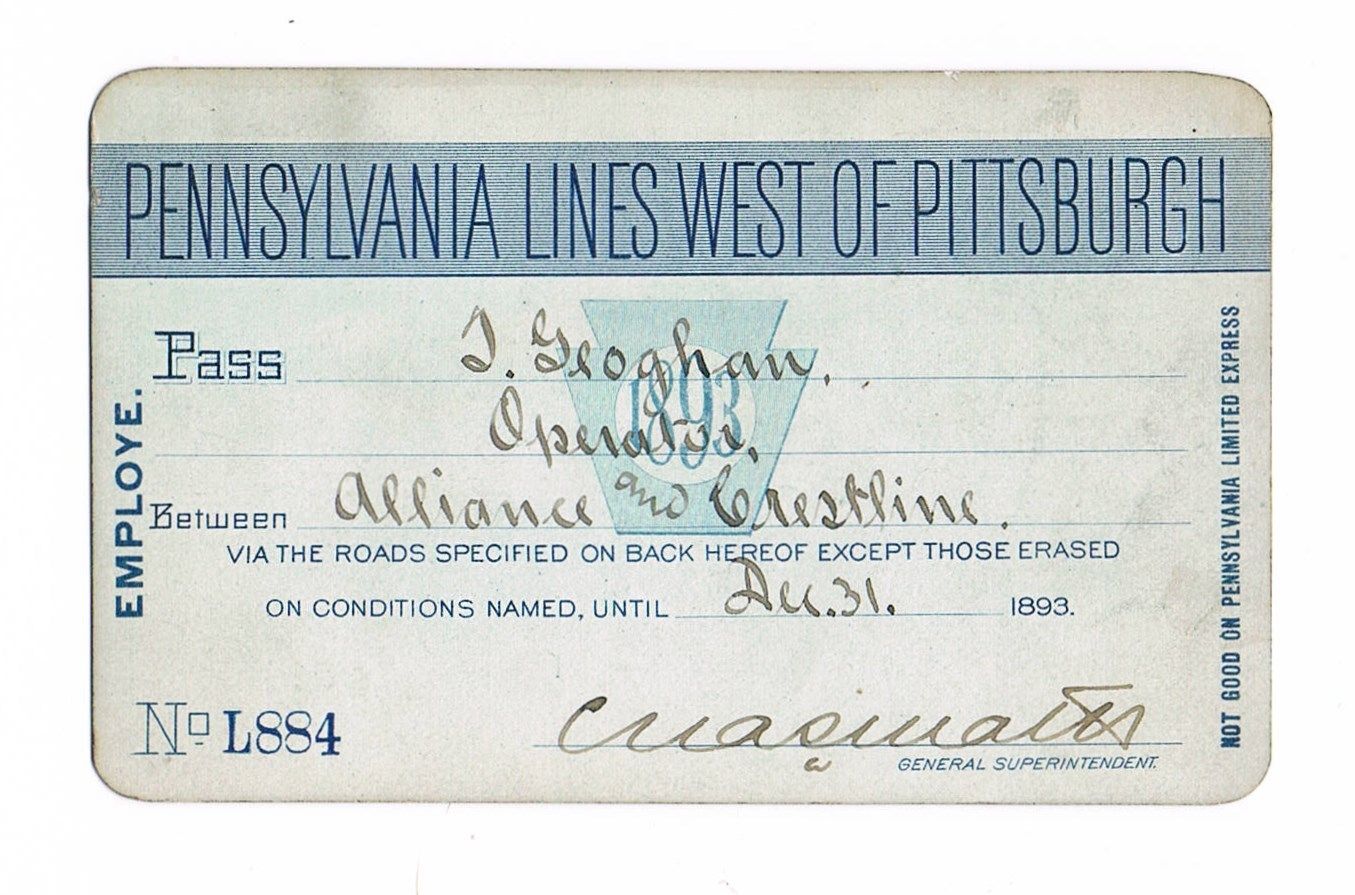 PENNSYLVANIA LINES WEST OF PITTSBURGH
Pass J. Geoghan,
1893
Operator,
Between Alliance and Crestline.
VIA THE ROADS SPECIFIED ON BACK HEREOF EXCEPT THOSE ERASED
ON CONDITIONS NAMED, UNTIL Dec. 31. 1893.
No L884
GENERAL SUPERINTENDENT.
EMPLOYE.
NOT GOOD ON PENNSYLVANIA LIMITED EXPRESS